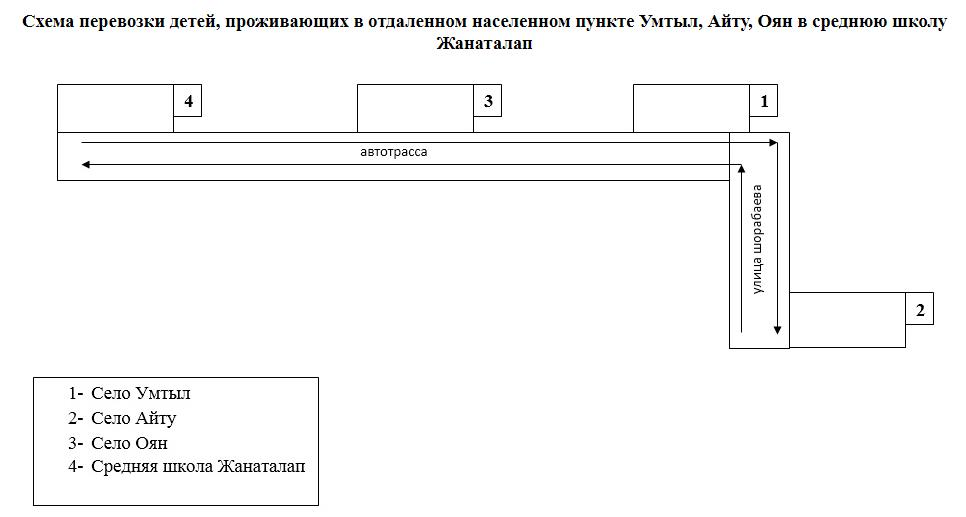 Схема перевозки детей, проживающих в отдаленном населенном пункте Умтыл, Айту, Оян в среднюю школу
Жанаталап
4
3
1
автотрасса
улица шорабаева
2
1- Село Умтыл
2- Село Айту
3- Село Оян
4- Средняя школа Жанаталап